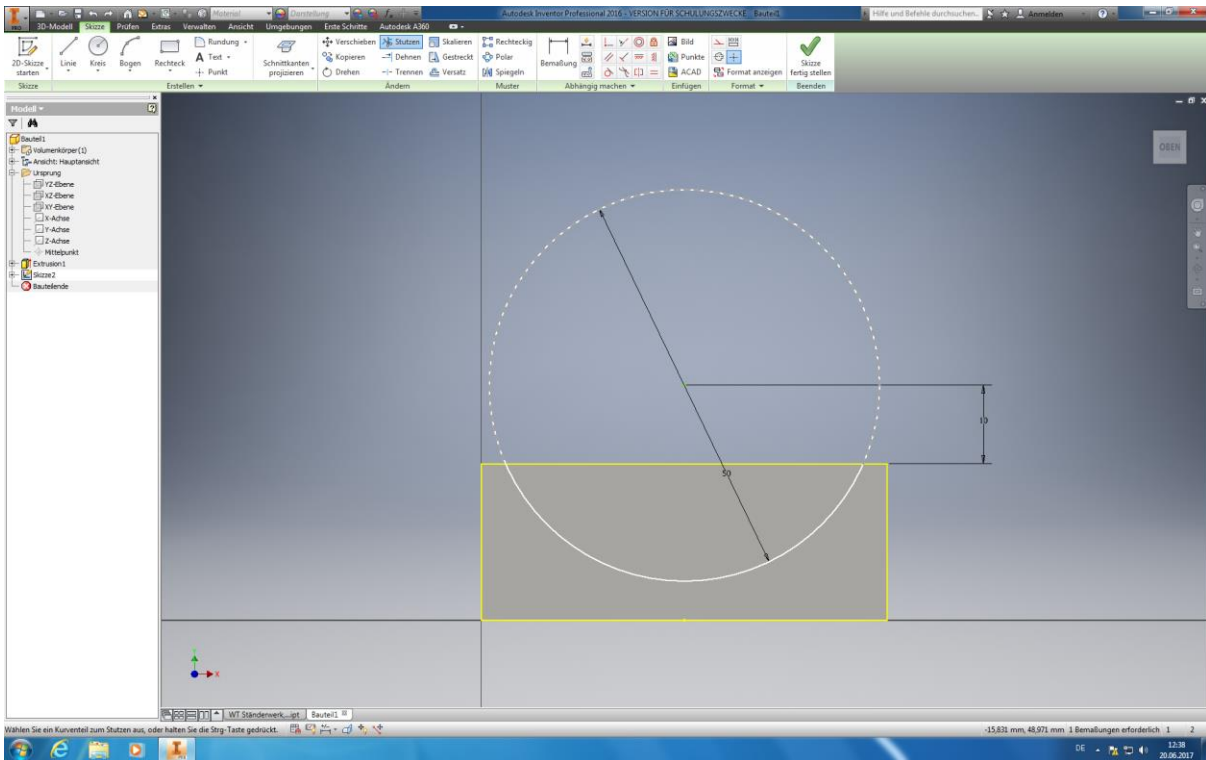 Material Darstellung Autodesk Inventor Professional 2016 - VERSION FÜR SCHULUNGSZWECKE Bauteil1 Hilfe und Befehle durchsuchen... Anmelden
3D-Modell Skizze Prüfen Extras Verwalten Ansicht Umgebungen Erste Schritte Autodesk A360
Rundung Verschieben Stutzen Skalieren Rechteckig Bild
Text Kopieren Dehnen Gestreckt Polar Punkte
Punkt Drehen Trennen Versatz Spiegeln ACAD Format anzeigen
2D-Skizze starten
Linie Kreis Bogen Rechteck
Schnittkanten projizieren
Bemaßung
Skizze fertig stellen
Skizze Erstellen Ändern Muster Abhängig machen Einfügen Format Beenden
Modell
Bauteil1
Volumenkörper(1)
Ansicht: Hauptansicht
Ursprung
YZ-Ebene
XZ-Ebene
XY-Ebene
X-Achse
Y-Achse
Z-Achse
Mittelpunkt
Extrusion1
Skizze2
Bauteilende
OBEN
10
50
X
WT Ständerwerk...ipt Bauteil1
Wählen Sie ein Kurventeil zum Stutzen aus, oder halten Sie die Strg-Taste gedrückt. -15,831 mm, 48,971 mm 1 Bemaßungen erforderlich 1 2
DE 12:38
20.06.2017